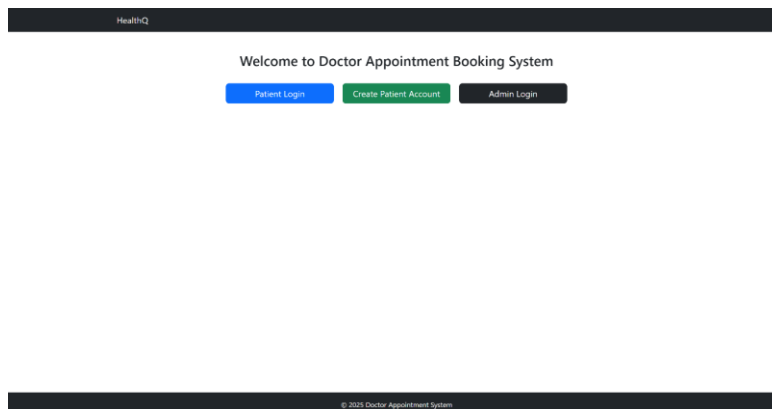 HealthQ
Welcome to Doctor Appointment Booking System
Patient Login
Create Patient Account
Admin Login
© 2025 Doctor Appointment System